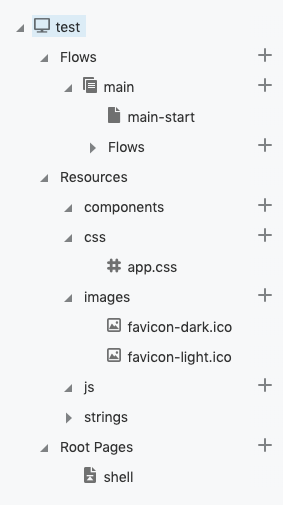 test
Flows
main
main-start
Flows
Resources
components
css
app.css
images
favicon-dark.ico
favicon-light.ico
js
strings
Root Pages
shell